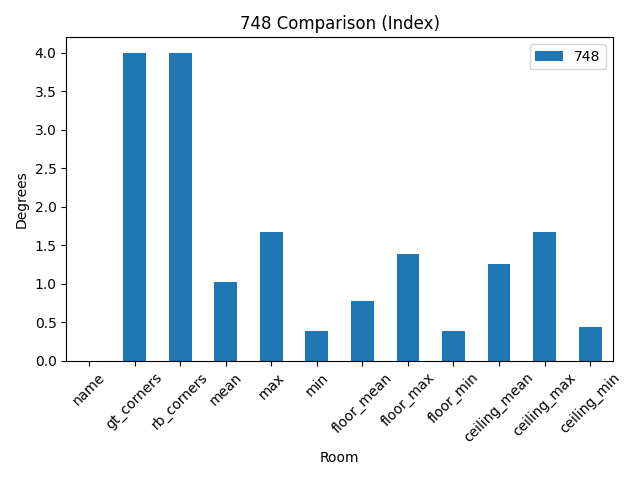 748 Comparison (Index)
748
Degrees
4.0
3.5
3.0
2.5
2.0
1.5
1.0
0.5
0.0
name
gt_corners
rb_corners
mean
max
min
floor_mean
floor_max
floor_min
ceiling_mean
ceiling_max
ceiling_min
Room